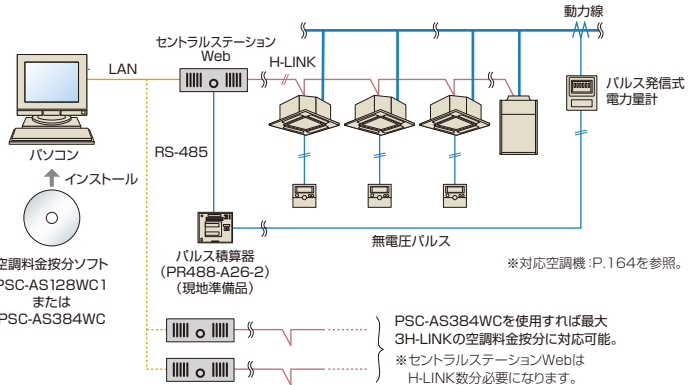 動力線
セントラルステーション
Web
LAN
H-LINK
パルス発信式
電力量計
パソコン
RS-485
インストール
無電圧パルス
パルス積算器
(PR488-A26-2)
(現地準備品)
※対応空調機:P.164を参照。
空調料金按分ソフト
PSC-AS128WC1
または
PSC-AS384WC
PSC-AS384WCを使用すれば最大
3H-LINKの空調料金按分に対応可能。
※セントラルステーションWebは
H-LINK数分必要になります。